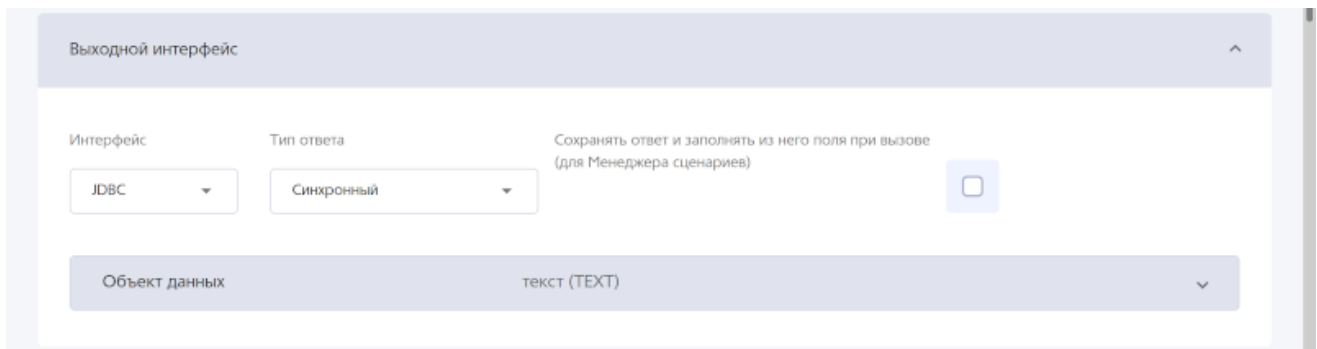 Выходной интерфейс
Интерфейс
Тип ответа
Сохранять ответ и заполнять из него поля при вызове
(для Менеджера сценариев)
JDBC
Синхронный
Объект данных
текст (TEXT)